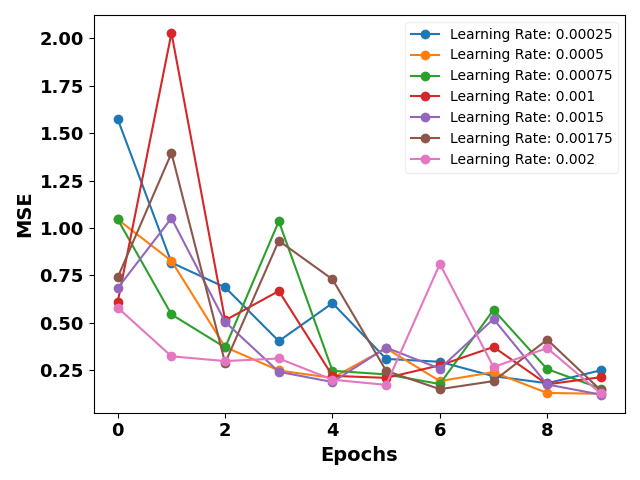 2.00
1.75
1.50
1.25
1.00
0.75
0.50
0.25
MSE
0 2 4 6 8
Epochs
Learning Rate: 0.00025
Learning Rate: 0.0005
Learning Rate: 0.00075
Learning Rate: 0.001
Learning Rate: 0.0015
Learning Rate: 0.00175
Learning Rate: 0.002